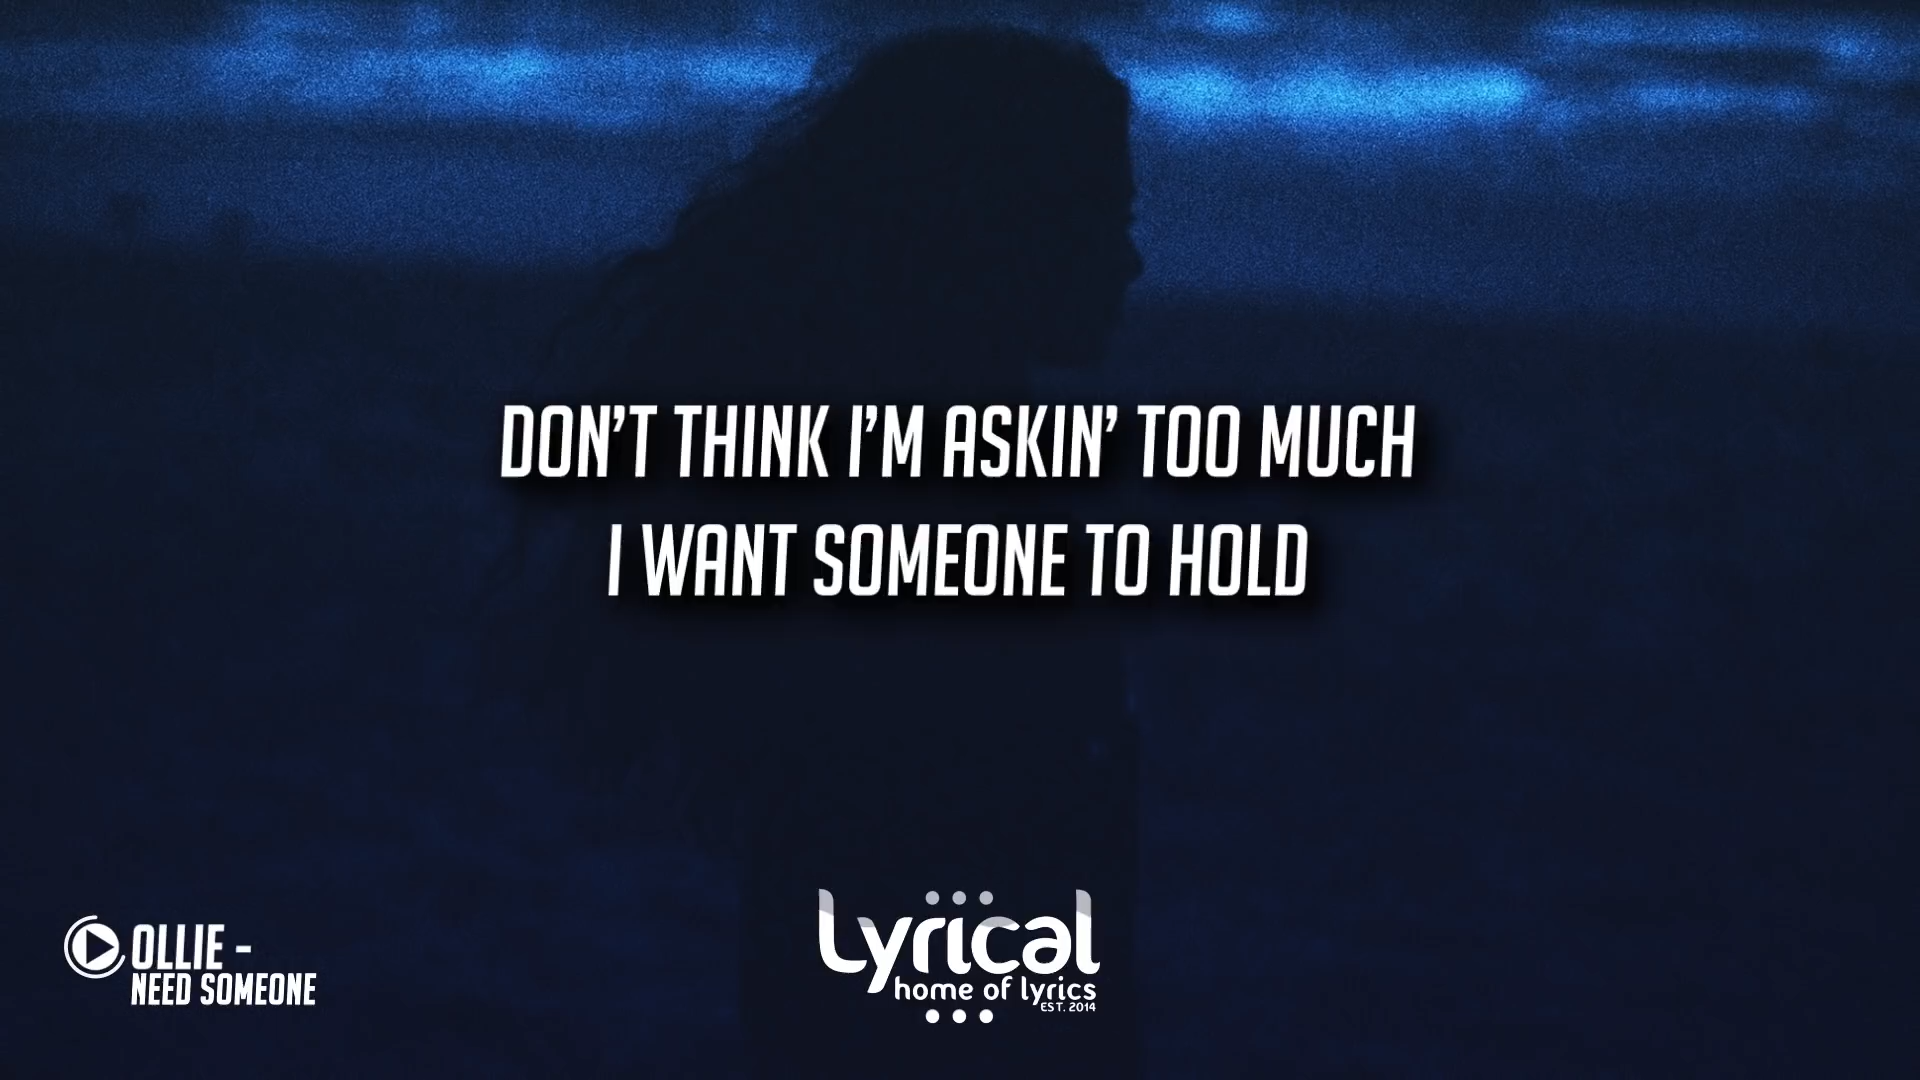 DON'T THINK I'M ASKIN' TOO MUCH
I WANT SOMEONE TO HOLD
OLLIE -
NEED SOMEONE
Lyrical
home of lyrics
EST. 2014